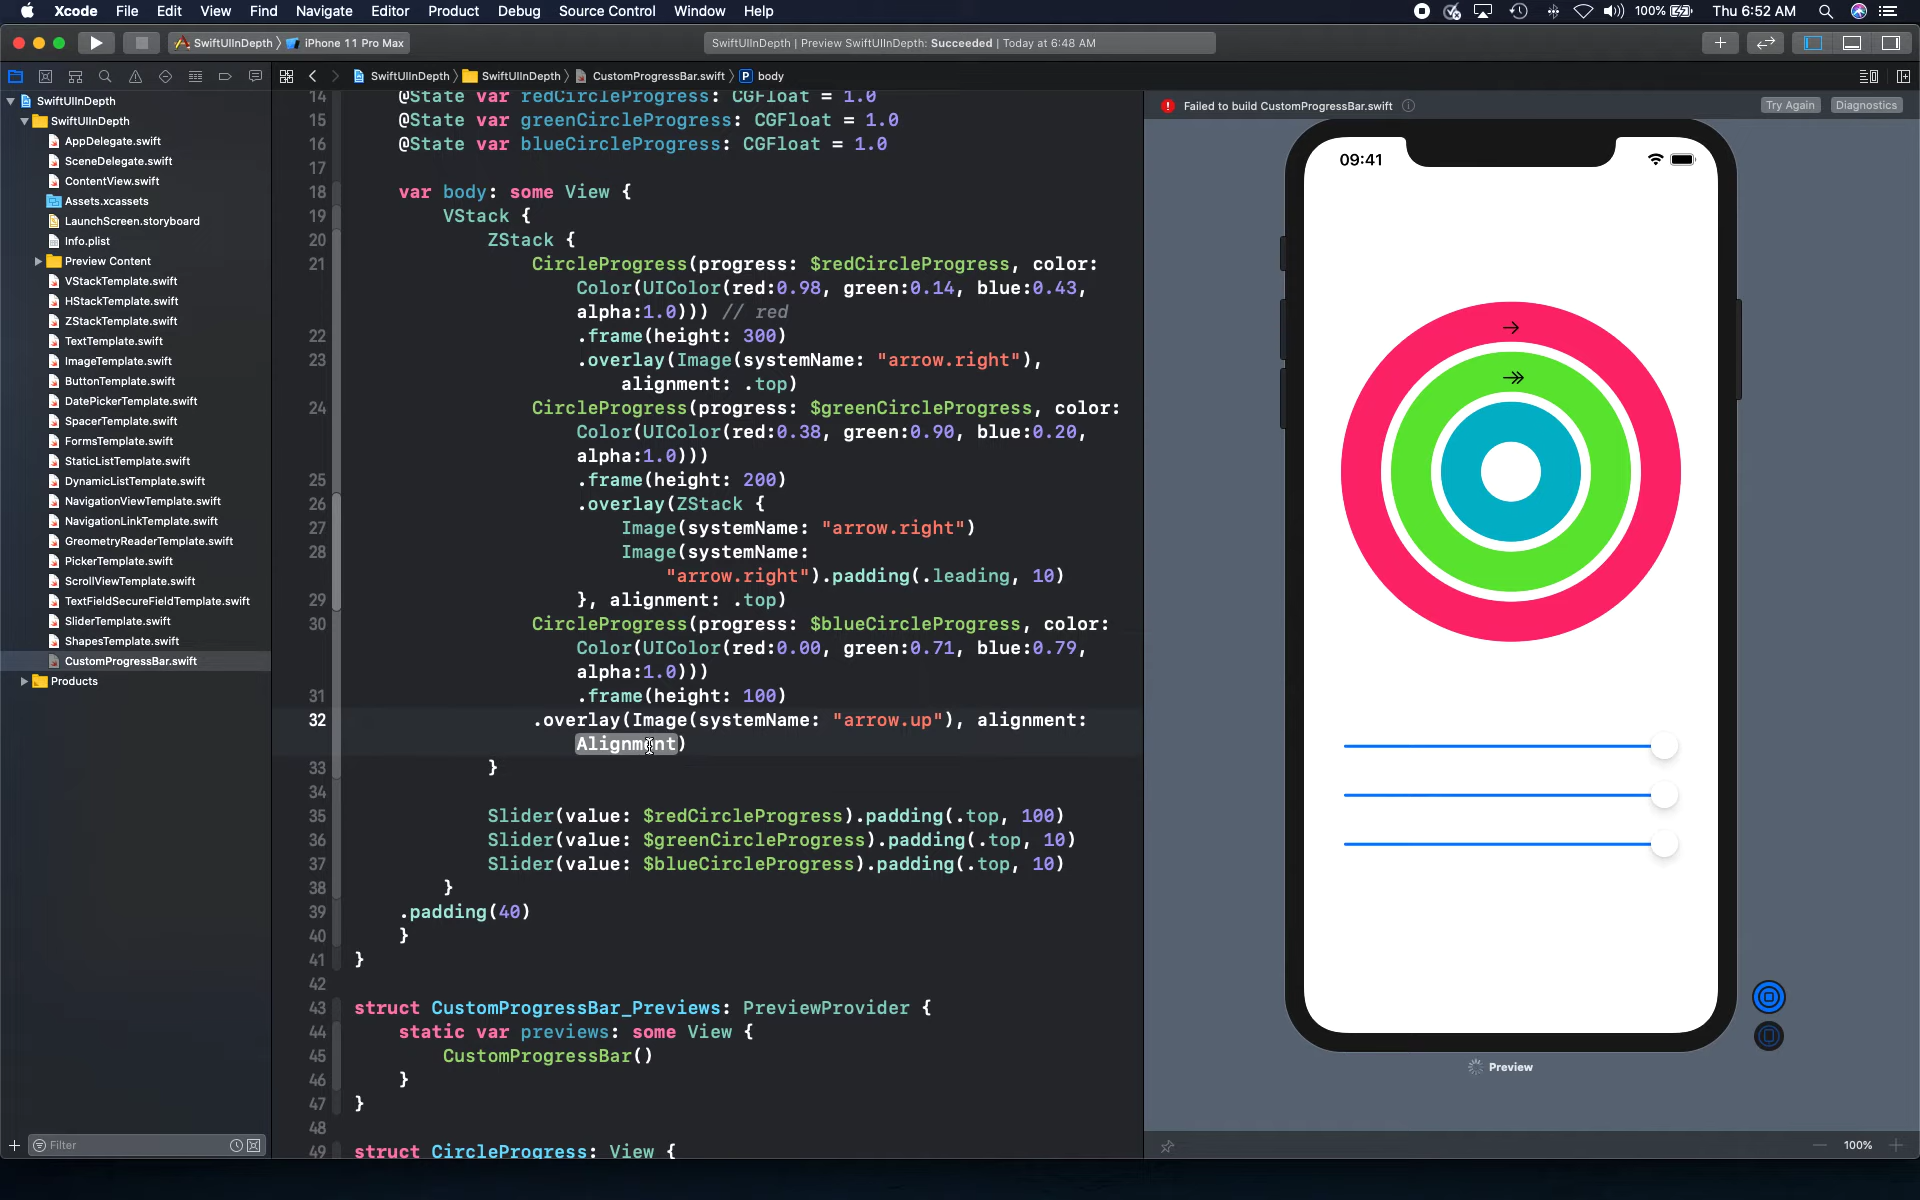 Xcode File Edit View Find Navigate Editor Product Debug Source Control Window Help 100% Thu 6:52 AM
SwiftUIInDepth iPhone 11 Pro Max
SwiftUIInDepth | Preview SwiftUIInDepth: Succeeded | Today at 6:48 AM
SwiftUIInDepth SwiftUIInDepth CustomProgressBar.swift P body
SwiftUIInDepth
SwiftUIInDepth
AppDelegate.swift
SceneDelegate.swift
ContentView.swift
Assets.xcassets
LaunchScreen.storyboard
Info.plist
Preview Content
VStackTemplate.swift
HStackTemplate.swift
ZStackTemplate.swift
TextTemplate.swift
ImageTemplate.swift
ButtonTemplate.swift
DatePickerTemplate.swift
SpacerTemplate.swift
FormsTemplate.swift
StaticListTemplate.swift
DynamicListTemplate.swift
NavigationViewTemplate.swift
NavigationLinkTemplate.swift
GreometryReaderTemplate.swift
PickerTemplate.swift
ScrollViewTemplate.swift
TextFieldSecureFieldTemplate.swift
SliderTemplate.swift
ShapesTemplate.swift
CustomProgressBar.swift
Products
Filter
14 @State var redCircleProgress: CGFloat = 1.0
15 @State var greenCircleProgress: CGFloat = 1.0
16 @State var blueCircleProgress: CGFloat = 1.0
17
18 var body: some View {
19 VStack {
20 ZStack {
21 CircleProgress(progress: $redCircleProgress, color:
Color(UIColor(red:0.98, green:0.14, blue:0.43,
alpha:1.0))) // red
22 .frame(height: 300)
23 .overlay(Image(systemName: "arrow.right"),
alignment: .top)
24 CircleProgress(progress: $greenCircleProgress, color:
Color(UIColor(red:0.38, green:0.90, blue:0.20,
alpha:1.0)))
25 .frame(height: 200)
26 .overlay(ZStack {
27 Image(systemName: "arrow.right")
28 Image(systemName:
"arrow.right").padding(.leading, 10)
29 }, alignment: .top)
30 CircleProgress(progress: $blueCircleProgress, color:
Color(UIColor(red:0.00, green:0.71, blue:0.79,
alpha:1.0)))
31 .frame(height: 100)
32 .overlay(Image(systemName: "arrow.up"), alignment:
Alignment)
33 }
34
35 Slider(value: $redCircleProgress).padding(.top, 100)
36 Slider(value: $greenCircleProgress).padding(.top, 10)
37 Slider(value: $blueCircleProgress).padding(.top, 10)
38 }
39 .padding(40)
40 }
41 }
42
43 struct CustomProgressBar_Previews: PreviewProvider {
44 static var previews: some View {
45 CustomProgressBar()
46 }
47 }
48
49 struct CircleProgress: View {
Failed to build CustomProgressBar.swift Try Again Diagnostics
09:41
Preview
100%